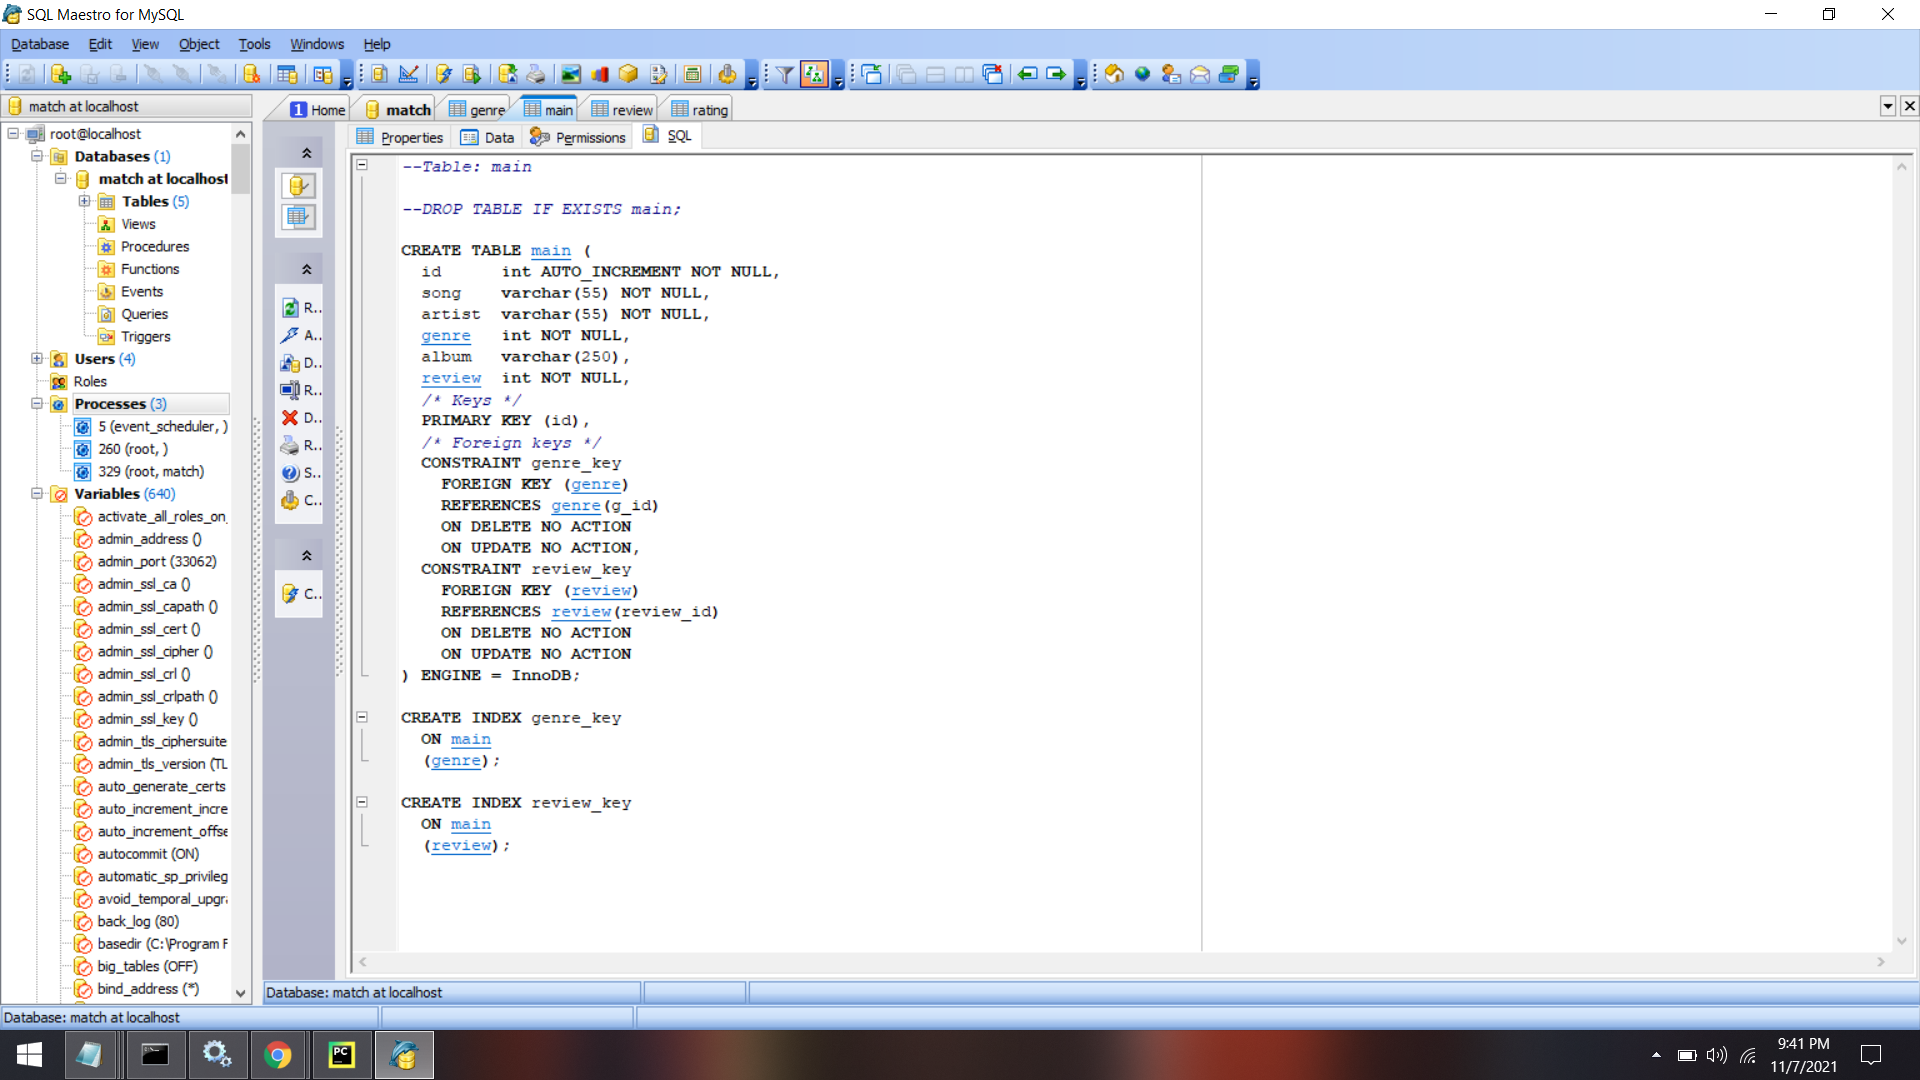 SQL Maestro for MySQL
Database Edit View Object Tools Windows Help
match at localhost
1 Home match genre main review rating
root@localhost
Databases (1)
match at localhost
Tables (5)
Views
Procedures
Functions
Events
Queries
Triggers
Users (4)
Roles
Processes (3)
5 (event_scheduler, )
260 (root, )
329 (root, match)
Variables (640)
activate_all_roles_on_
admin_address ()
admin_port (33062)
admin_ssl_ca ()
admin_ssl_capath ()
admin_ssl_cert ()
admin_ssl_cipher ()
admin_ssl_crl ()
admin_ssl_crlpath ()
admin_ssl_key ()
admin_tls_ciphersuite
admin_tls_version (TL
auto_generate_certs
auto_increment_incre
auto_increment_offse
autocommit (ON)
automatic_sp_privileg
avoid_temporal_upgr
back_log (80)
basedir (C:\Program F
big_tables (OFF)
bind_address (*)
R..
A..
D..
R..
D..
R..
S..
C..
C..
Properties Data Permissions SQL
--Table: main
--DROP TABLE IF EXISTS main;
CREATE TABLE main (
id int AUTO_INCREMENT NOT NULL,
song varchar(55) NOT NULL,
artist varchar(55) NOT NULL,
genre int NOT NULL,
album varchar(250),
review int NOT NULL,
/* Keys */
PRIMARY KEY (id),
/* Foreign keys */
CONSTRAINT genre_key
FOREIGN KEY (genre)
REFERENCES genre(g_id)
ON DELETE NO ACTION
ON UPDATE NO ACTION,
CONSTRAINT review_key
FOREIGN KEY (review)
REFERENCES review(review_id)
ON DELETE NO ACTION
ON UPDATE NO ACTION
) ENGINE = InnoDB;
CREATE INDEX genre_key
ON main
(genre);
CREATE INDEX review_key
ON main
(review);
Database: match at localhost
Database: match at localhost
PC
9:41 PM
11/7/2021